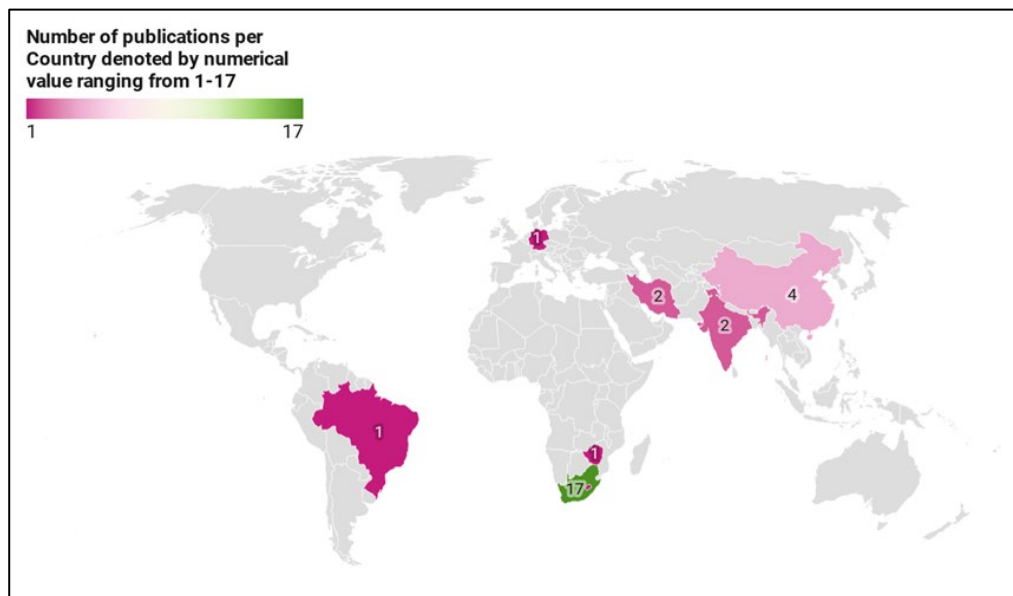 Number of publications per
Country denoted by numerical
value ranging from 1-17
1 17
1
2
4
2
1
1
17